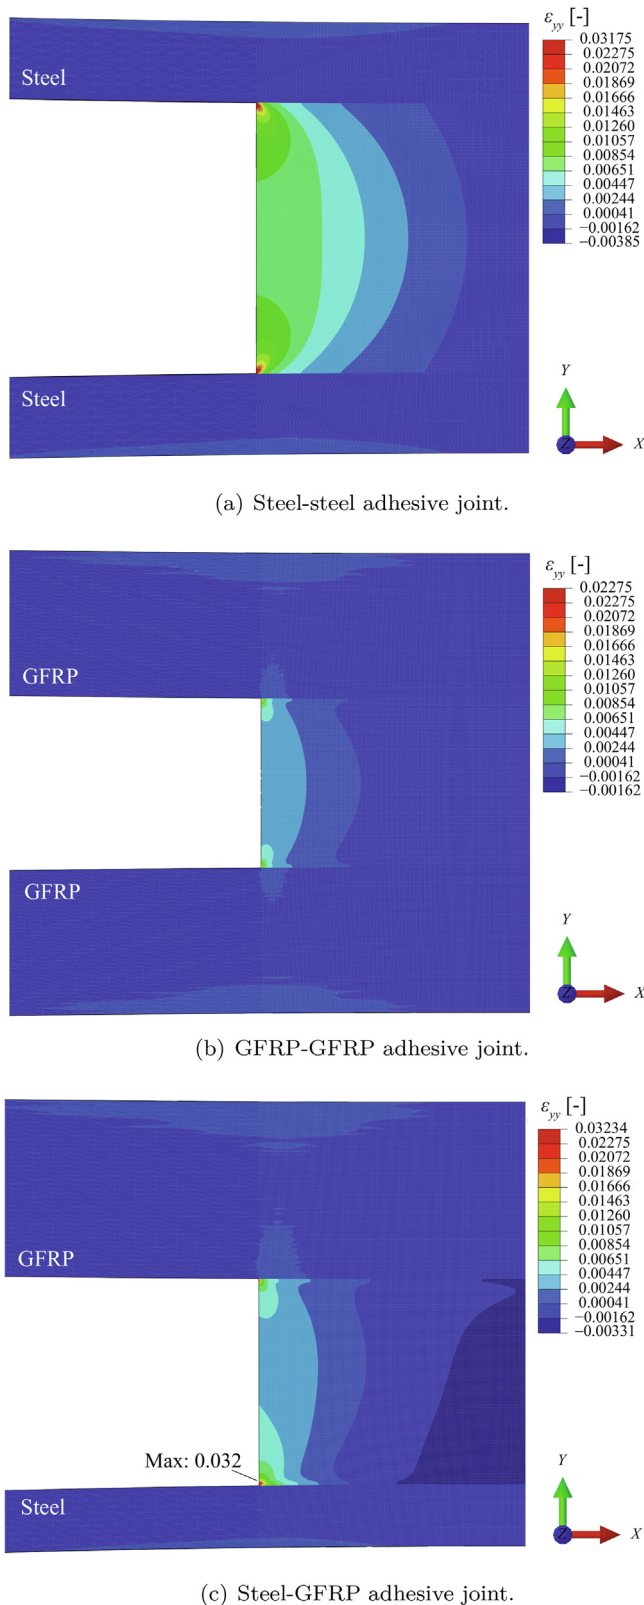 ε_yy [-]
0.03175
0.02275
0.02072
0.01869
0.01666
0.01463
0.01260
0.01057
0.00854
0.00651
0.00447
0.00244
0.00041
−0.00162
−0.00385
Steel
Steel
Y
Z
X
(a) Steel-steel adhesive joint.
ε_yy [-]
0.02275
0.02275
0.02072
0.01869
0.01666
0.01463
0.01260
0.01057
0.00854
0.00651
0.00447
0.00244
0.00041
−0.00162
−0.00162
GFRP
GFRP
Y
Z
X
(b) GFRP-GFRP adhesive joint.
ε_yy [-]
0.03234
0.02275
0.02072
0.01869
0.01666
0.01463
0.01260
0.01057
0.00854
0.00651
0.00447
0.00244
0.00041
−0.00162
−0.00331
GFRP
Max: 0.032
Steel
Y
Z
X
(c) Steel-GFRP adhesive joint.